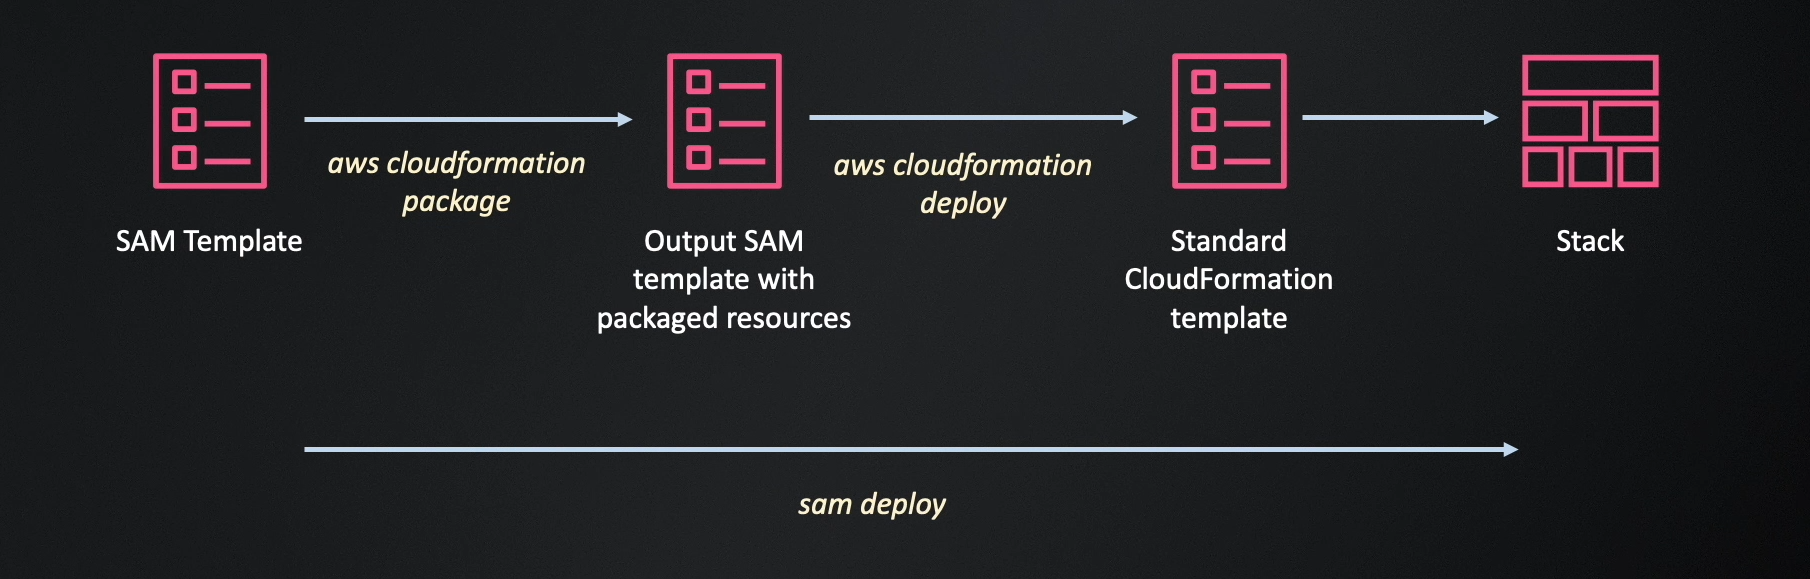 aws cloudformation
package
aws cloudformation
deploy
SAM Template
Output SAM
template with
packaged resources
Standard
CloudFormation
template
Stack
sam deploy